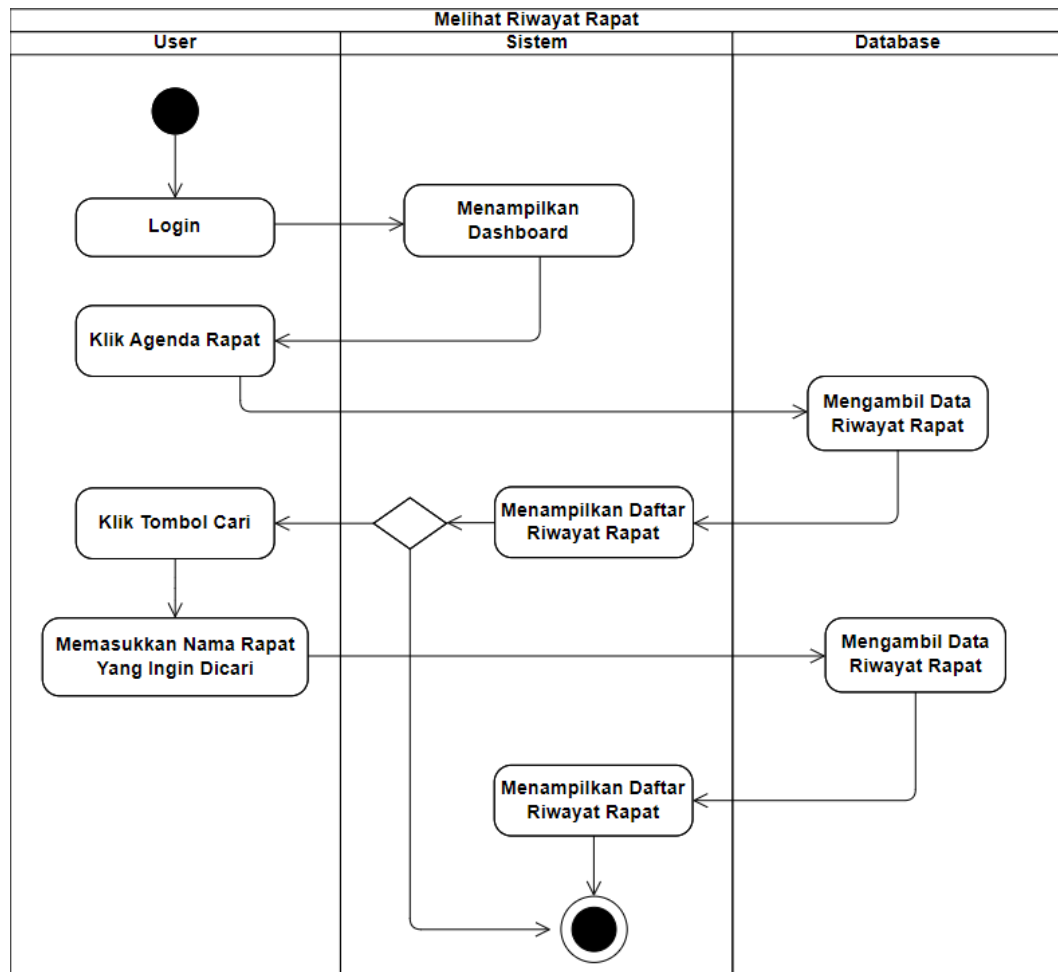 Melihat Riwayat Rapat
User
Sistem
Database
Login
Menampilkan
Dashboard
Klik Agenda Rapat
Mengambil Data
Riwayat Rapat
Klik Tombol Cari
Menampilkan Daftar
Riwayat Rapat
Memasukkan Nama Rapat
Yang Ingin Dicari
Mengambil Data
Riwayat Rapat
Menampilkan Daftar
Riwayat Rapat